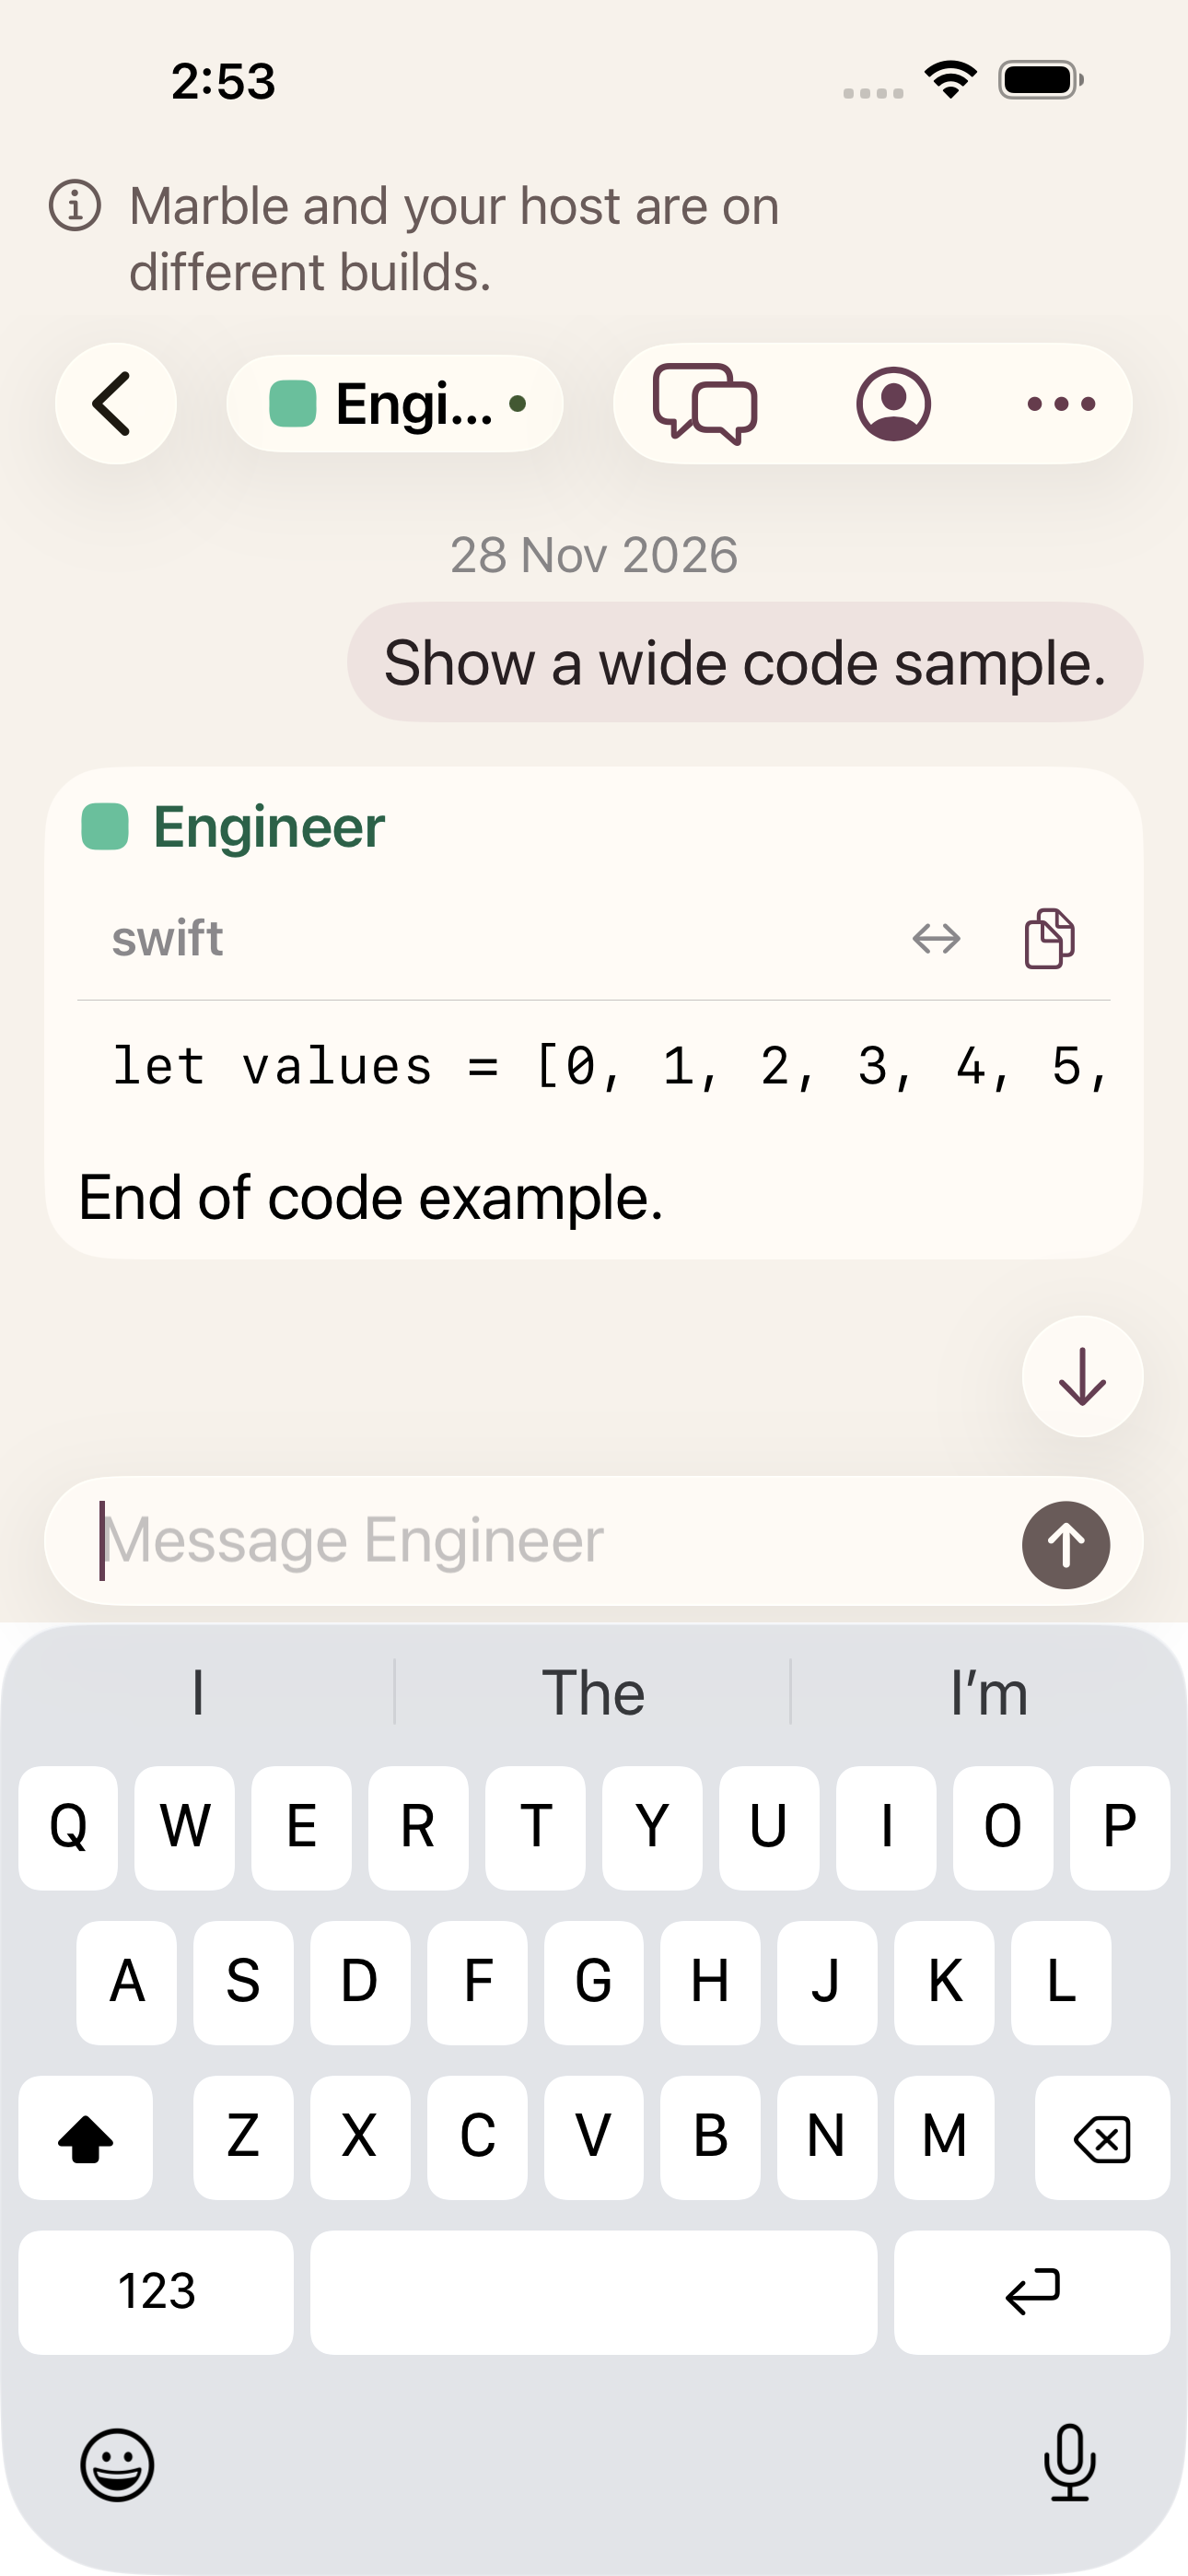 2:53
Marble and your host are on
different builds.
Engi...
28 Nov 2026
Show a wide code sample.
Engineer
swift
let values = [0, 1, 2, 3, 4, 5,
End of code example.
Message Engineer
I The I’m
Q W E R T Y U I O P
A S D F G H J K L
Z X C V B N M
123